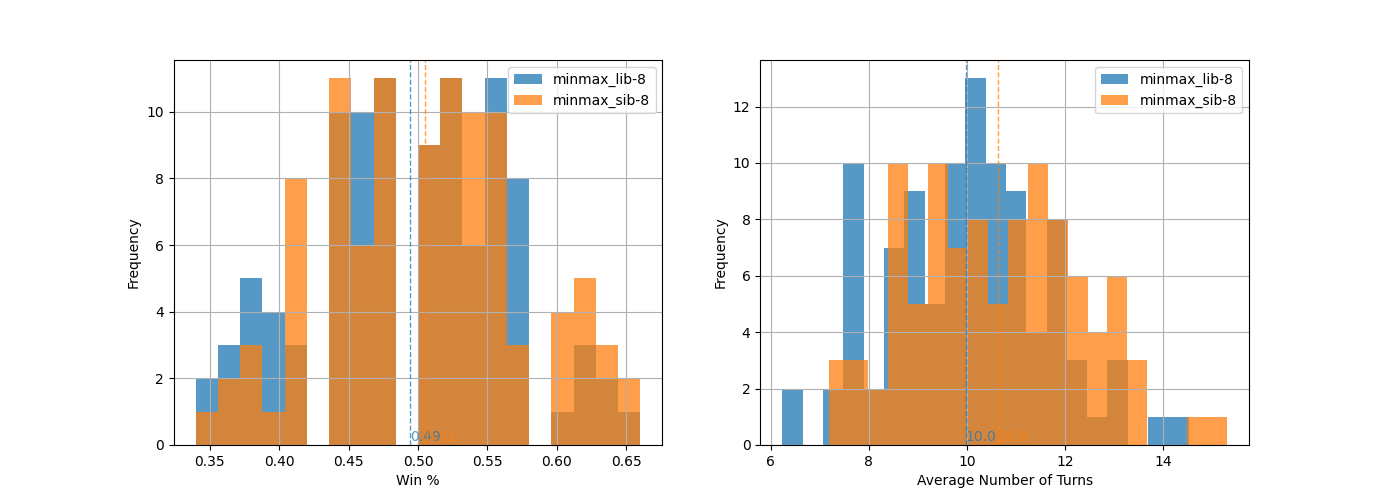 minmax_lib-8
minmax_sib-8
Frequency
10
8
6
4
2
0
0.49
0.35 0.40 0.45 0.50 0.55 0.60 0.65
Win %
minmax_lib-8
minmax_sib-8
Frequency
12
10
8
6
4
2
0
10.0
6 8 10 12 14
Average Number of Turns